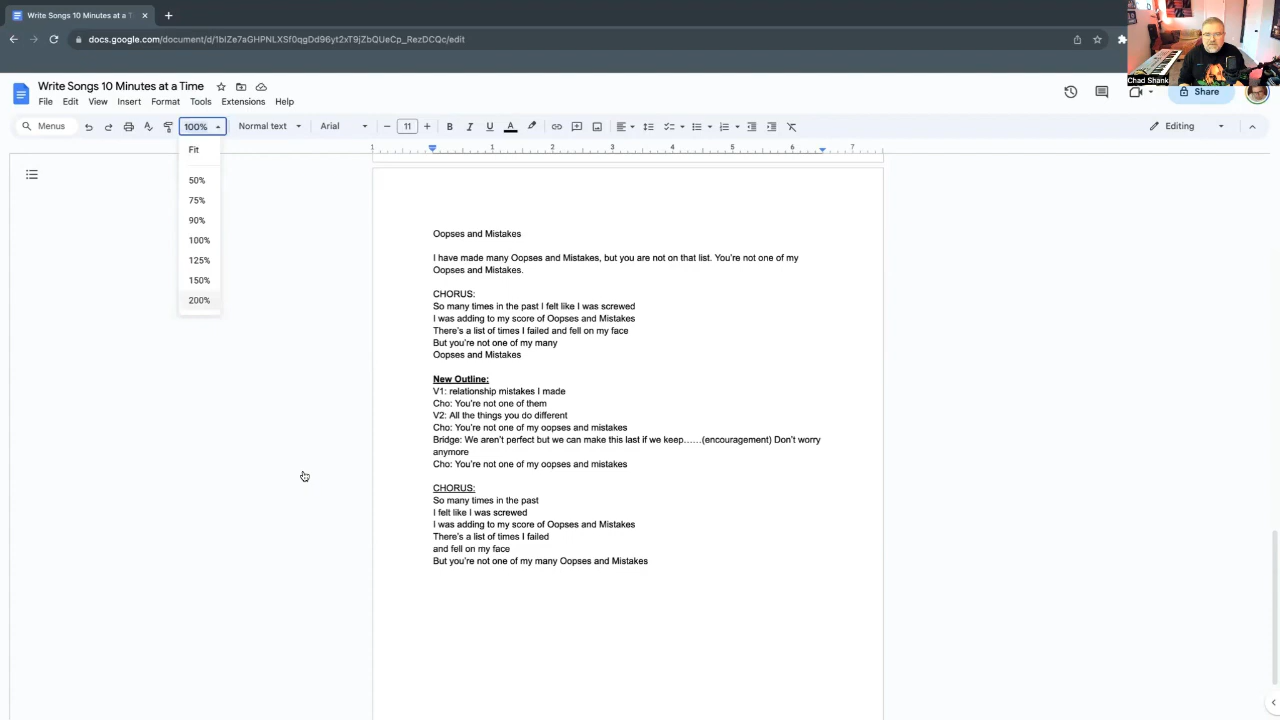 Write Songs 10 Minutes at a T
docs.google.com/document/d/1bIZe7aGHPNLXSf0qgDd96yt2xT9jZbQUeCp_RezDCQc/edit
Chad Shank
Write Songs 10 Minutes at a Time
File Edit View Insert Format Tools Extensions Help
Share
Menus 100% Normal text Arial 11 Editing
Fit
50%
75%
90%
100%
125%
150%
200%
1 1 2 3 4 5 6 7
Oopses and Mistakes
I have made many Oopses and Mistakes, but you are not on that list. You're not one of my
Oopses and Mistakes.
CHORUS:
So many times in the past I felt like I was screwed
I was adding to my score of Oopses and Mistakes
There's a list of times I failed and fell on my face
But you're not one of my many
Oopses and Mistakes
New Outline:
V1: relationship mistakes I made
Cho: You're not one of them
V2: All the things you do different
Cho: You're not one of my oopses and mistakes
Bridge: We aren't perfect but we can make this last if we keep……(encouragement) Don't worry
anymore
Cho: You're not one of my oopses and mistakes
CHORUS:
So many times in the past
I felt like I was screwed
I was adding to my score of Oopses and Mistakes
There's a list of times I failed
and fell on my face
But you're not one of my many Oopses and Mistakes